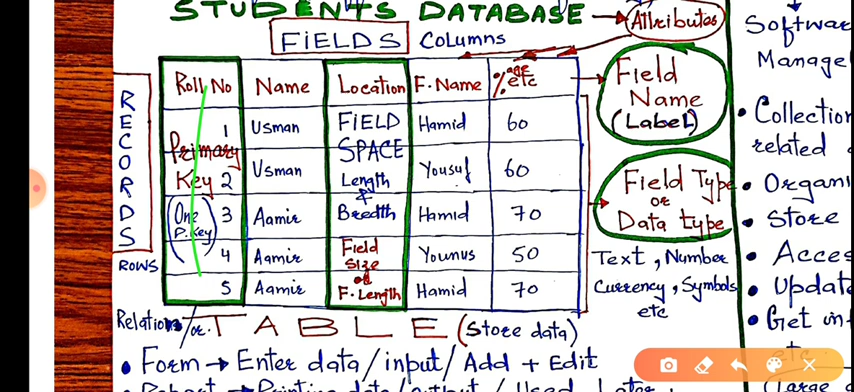 STUDENTS DATABASE → Attributes
FIELDS COLUMNS
RECORDS
ROWS
Roll No Name Location F.Name %age etc
1 Usman FIELD Hamid 60
Primary SPACE
Key 2 Usman Length Yousuf 60
&
(One P.Key) 3 Aamir Bredth Hamid 70
4 Aamir Field Size Younus 50
or
5 Aamir F.Length Hamid 70
Field
Name
(Label)
Field Type
or
Data type
Text, Number
Currency, Symbols
etc
Relation/or TABLE (Store data)
• Form → Enter data/input/Add + Edit
Software
Manage
• Collection
related
• Organi
• Store
• Acces
• Updat
• Get in
etc